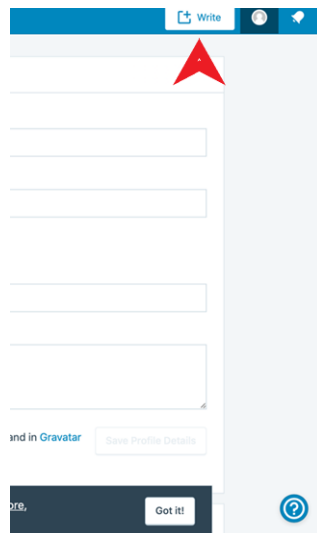 Write
and in Gravatar
Save Profile Details
ore,
Got it!
?